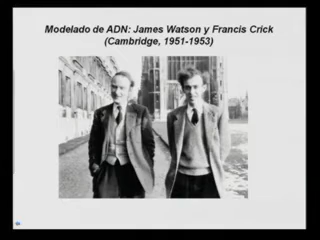 Modelado de ADN: James Watson y Francis Crick
(Cambridge, 1951-1953)